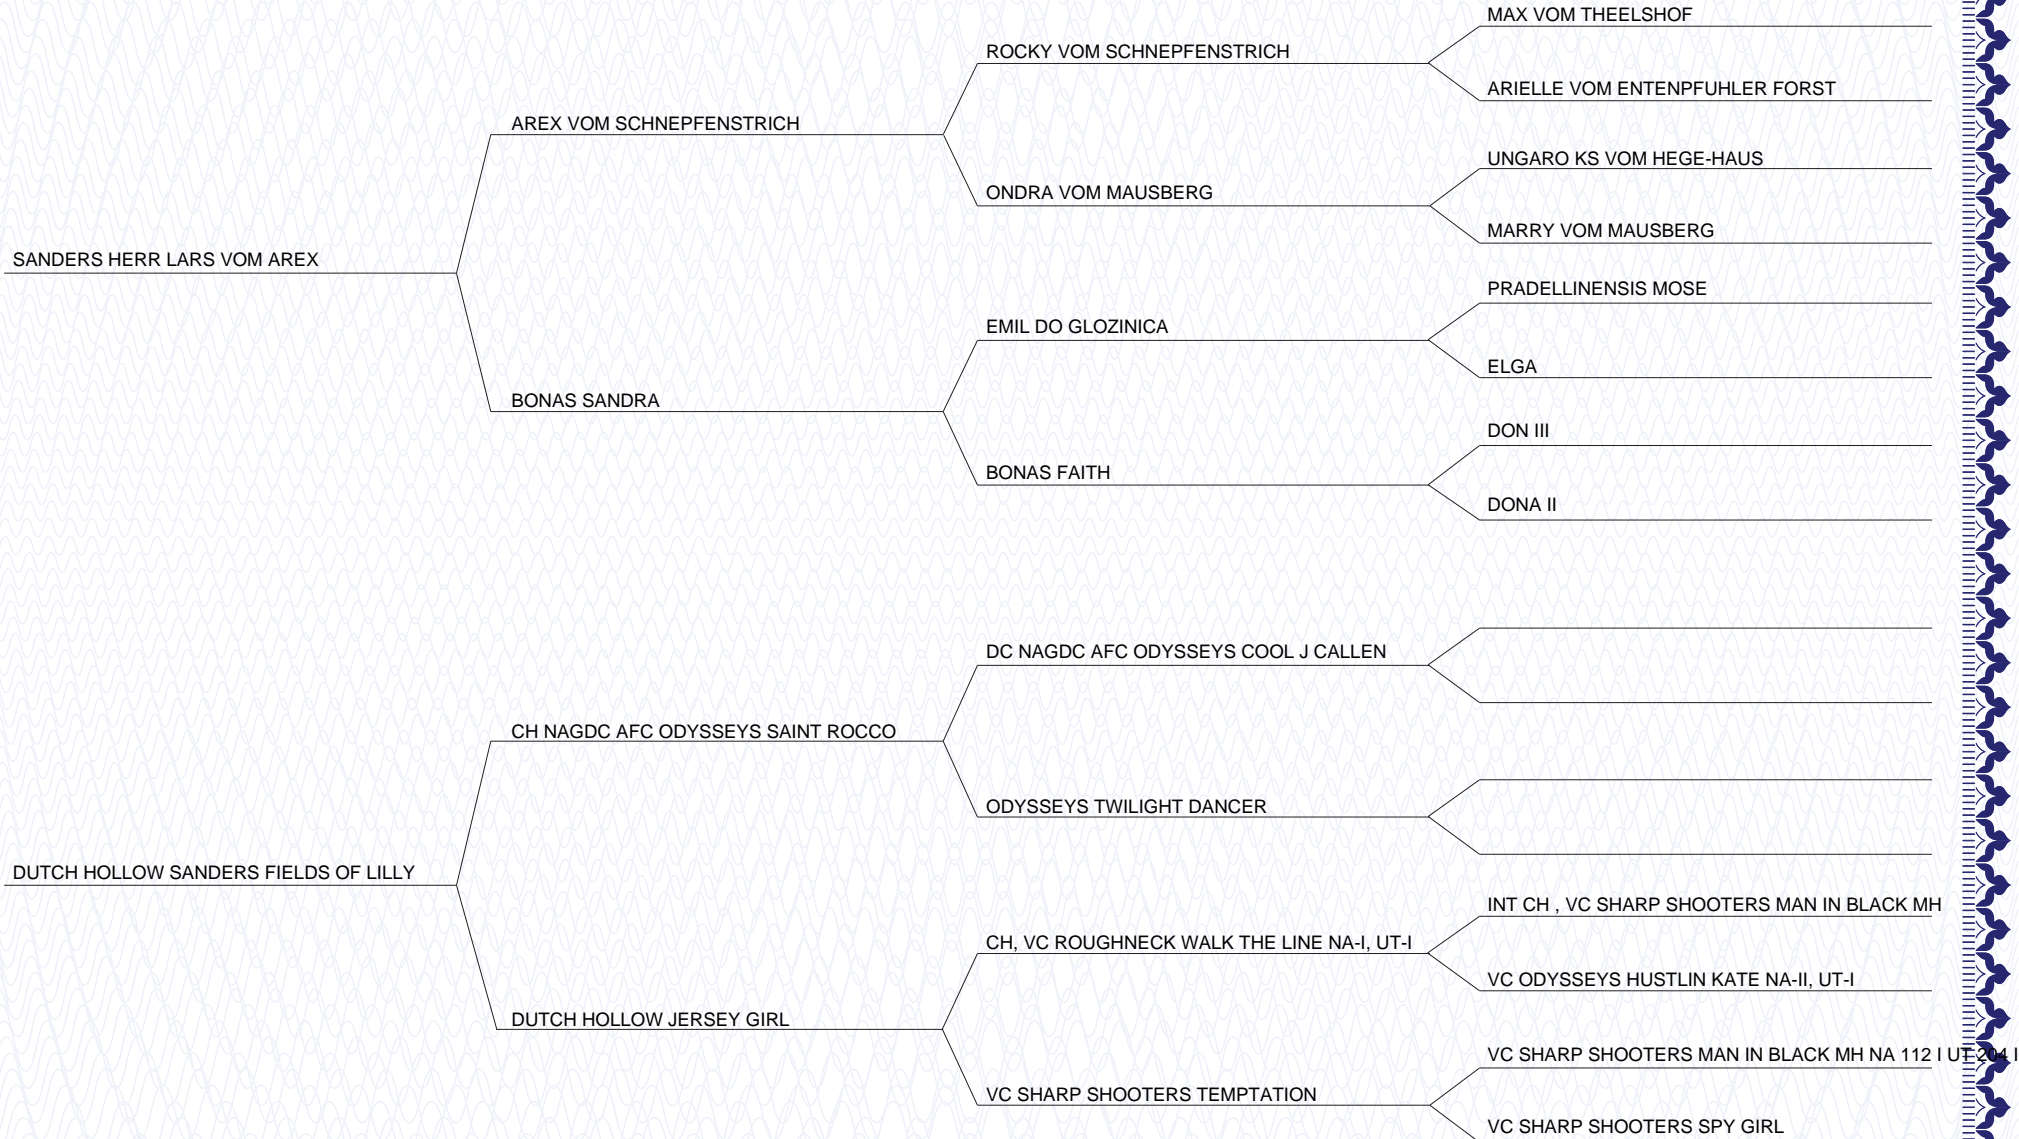 MAX VOM THEELSHOF
ROCKY VOM SCHNEPFENSTRICH
ARIELLE VOM ENTENPFUHLER FORST
AREX VOM SCHNEPFENSTRICH
UNGARO KS VOM HEGE-HAUS
ONDRA VOM MAUSBERG
MARRY VOM MAUSBERG
SANDERS HERR LARS VOM AREX
PRADELLINENSIS MOSE
EMIL DO GLOZINICA
ELGA
BONAS SANDRA
DON III
BONAS FAITH
DONA II
DC NAGDC AFC ODYSSEYS COOL J CALLEN
CH NAGDC AFC ODYSSEYS SAINT ROCCO
ODYSSEYS TWILIGHT DANCER
DUTCH HOLLOW SANDERS FIELDS OF LILLY
INT CH , VC SHARP SHOOTERS MAN IN BLACK MH
CH, VC ROUGHNECK WALK THE LINE NA-I, UT-I
VC ODYSSEYS HUSTLIN KATE NA-II, UT-I
DUTCH HOLLOW JERSEY GIRL
VC SHARP SHOOTERS MAN IN BLACK MH NA 112 I UT 204 I
VC SHARP SHOOTERS TEMPTATION
VC SHARP SHOOTERS SPY GIRL